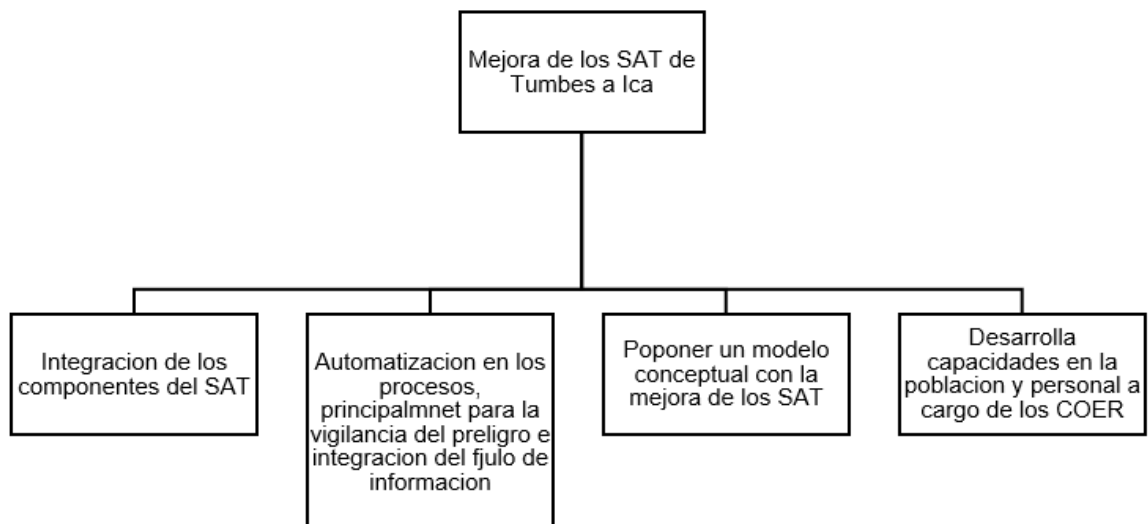 Mejora de los SAT de
Tumbes a Ica
Integracion de los
componentes del SAT
Automatizacion en los
procesos,
principalmnet para la
vigilancia del preligro e
integracion del fjulo de
informacion
Poponer un modelo
conceptual con la
mejora de los SAT
Desarrolla
capacidades en la
poblacion y personal a
cargo de los COER